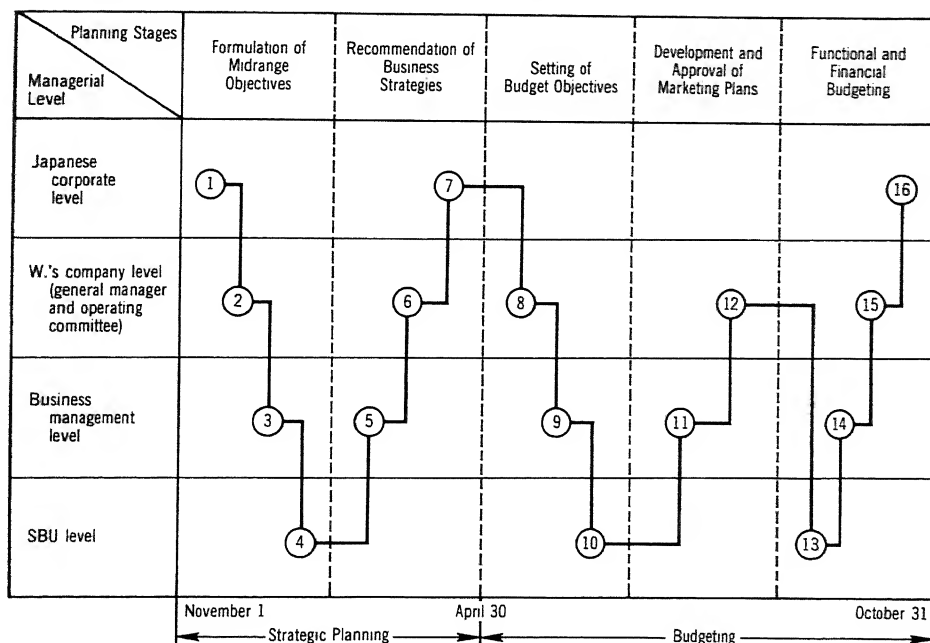 Planning Stages
Managerial
Level
Formulation of
Midrange
Objectives
Recommendation of
Business
Strategies
Setting of
Budget Objectives
Development and
Approval of
Marketing Plans
Functional and
Financial
Budgeting
Japanese
corporate
level
1
7
16
W.'s company level
(general manager
and operating
committee)
2
6
8
12
15
Business
management
level
3
5
9
11
14
SBU level
4
10
13
November 1
April 30
October 31
Strategic Planning
Budgeting